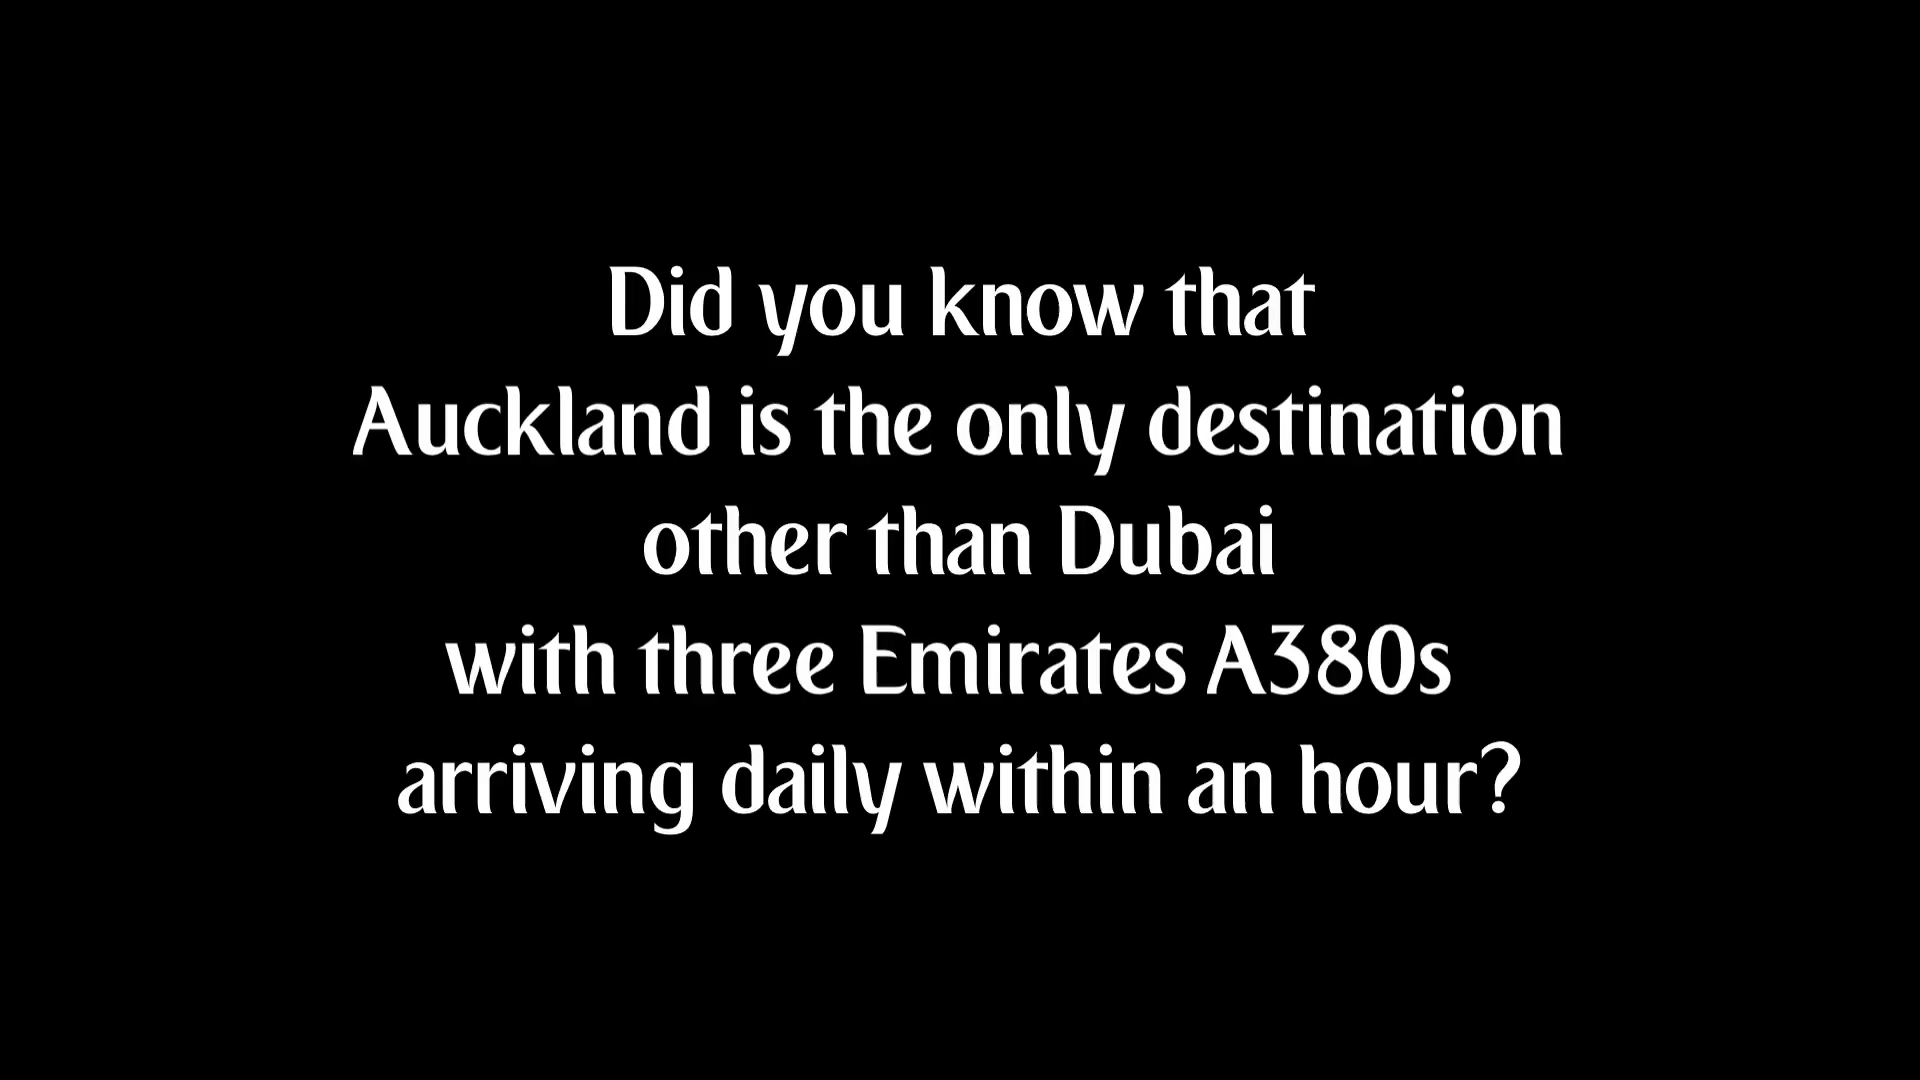 Did you know that
Auckland is the only destination
other than Dubai
with three Emirates A380s
arriving daily within an hour?